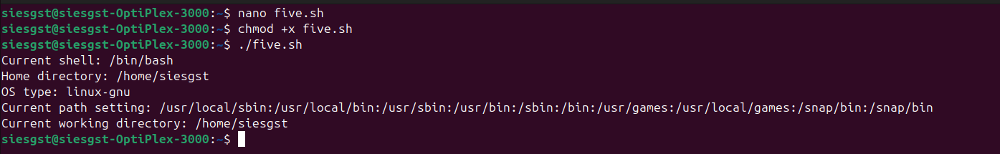 siesgst@siesgst-OptiPlex-3000:~$ nano five.sh
siesgst@siesgst-OptiPlex-3000:~$ chmod +x five.sh
siesgst@siesgst-OptiPlex-3000:~$ ./five.sh
Current shell: /bin/bash
Home directory: /home/siesgst
OS type: linux-gnu
Current path setting: /usr/local/sbin:/usr/local/bin:/usr/sbin:/usr/bin:/sbin:/bin:/usr/games:/usr/local/games:/snap/bin:/snap/bin
Current working directory: /home/siesgst
siesgst@siesgst-OptiPlex-3000:~$